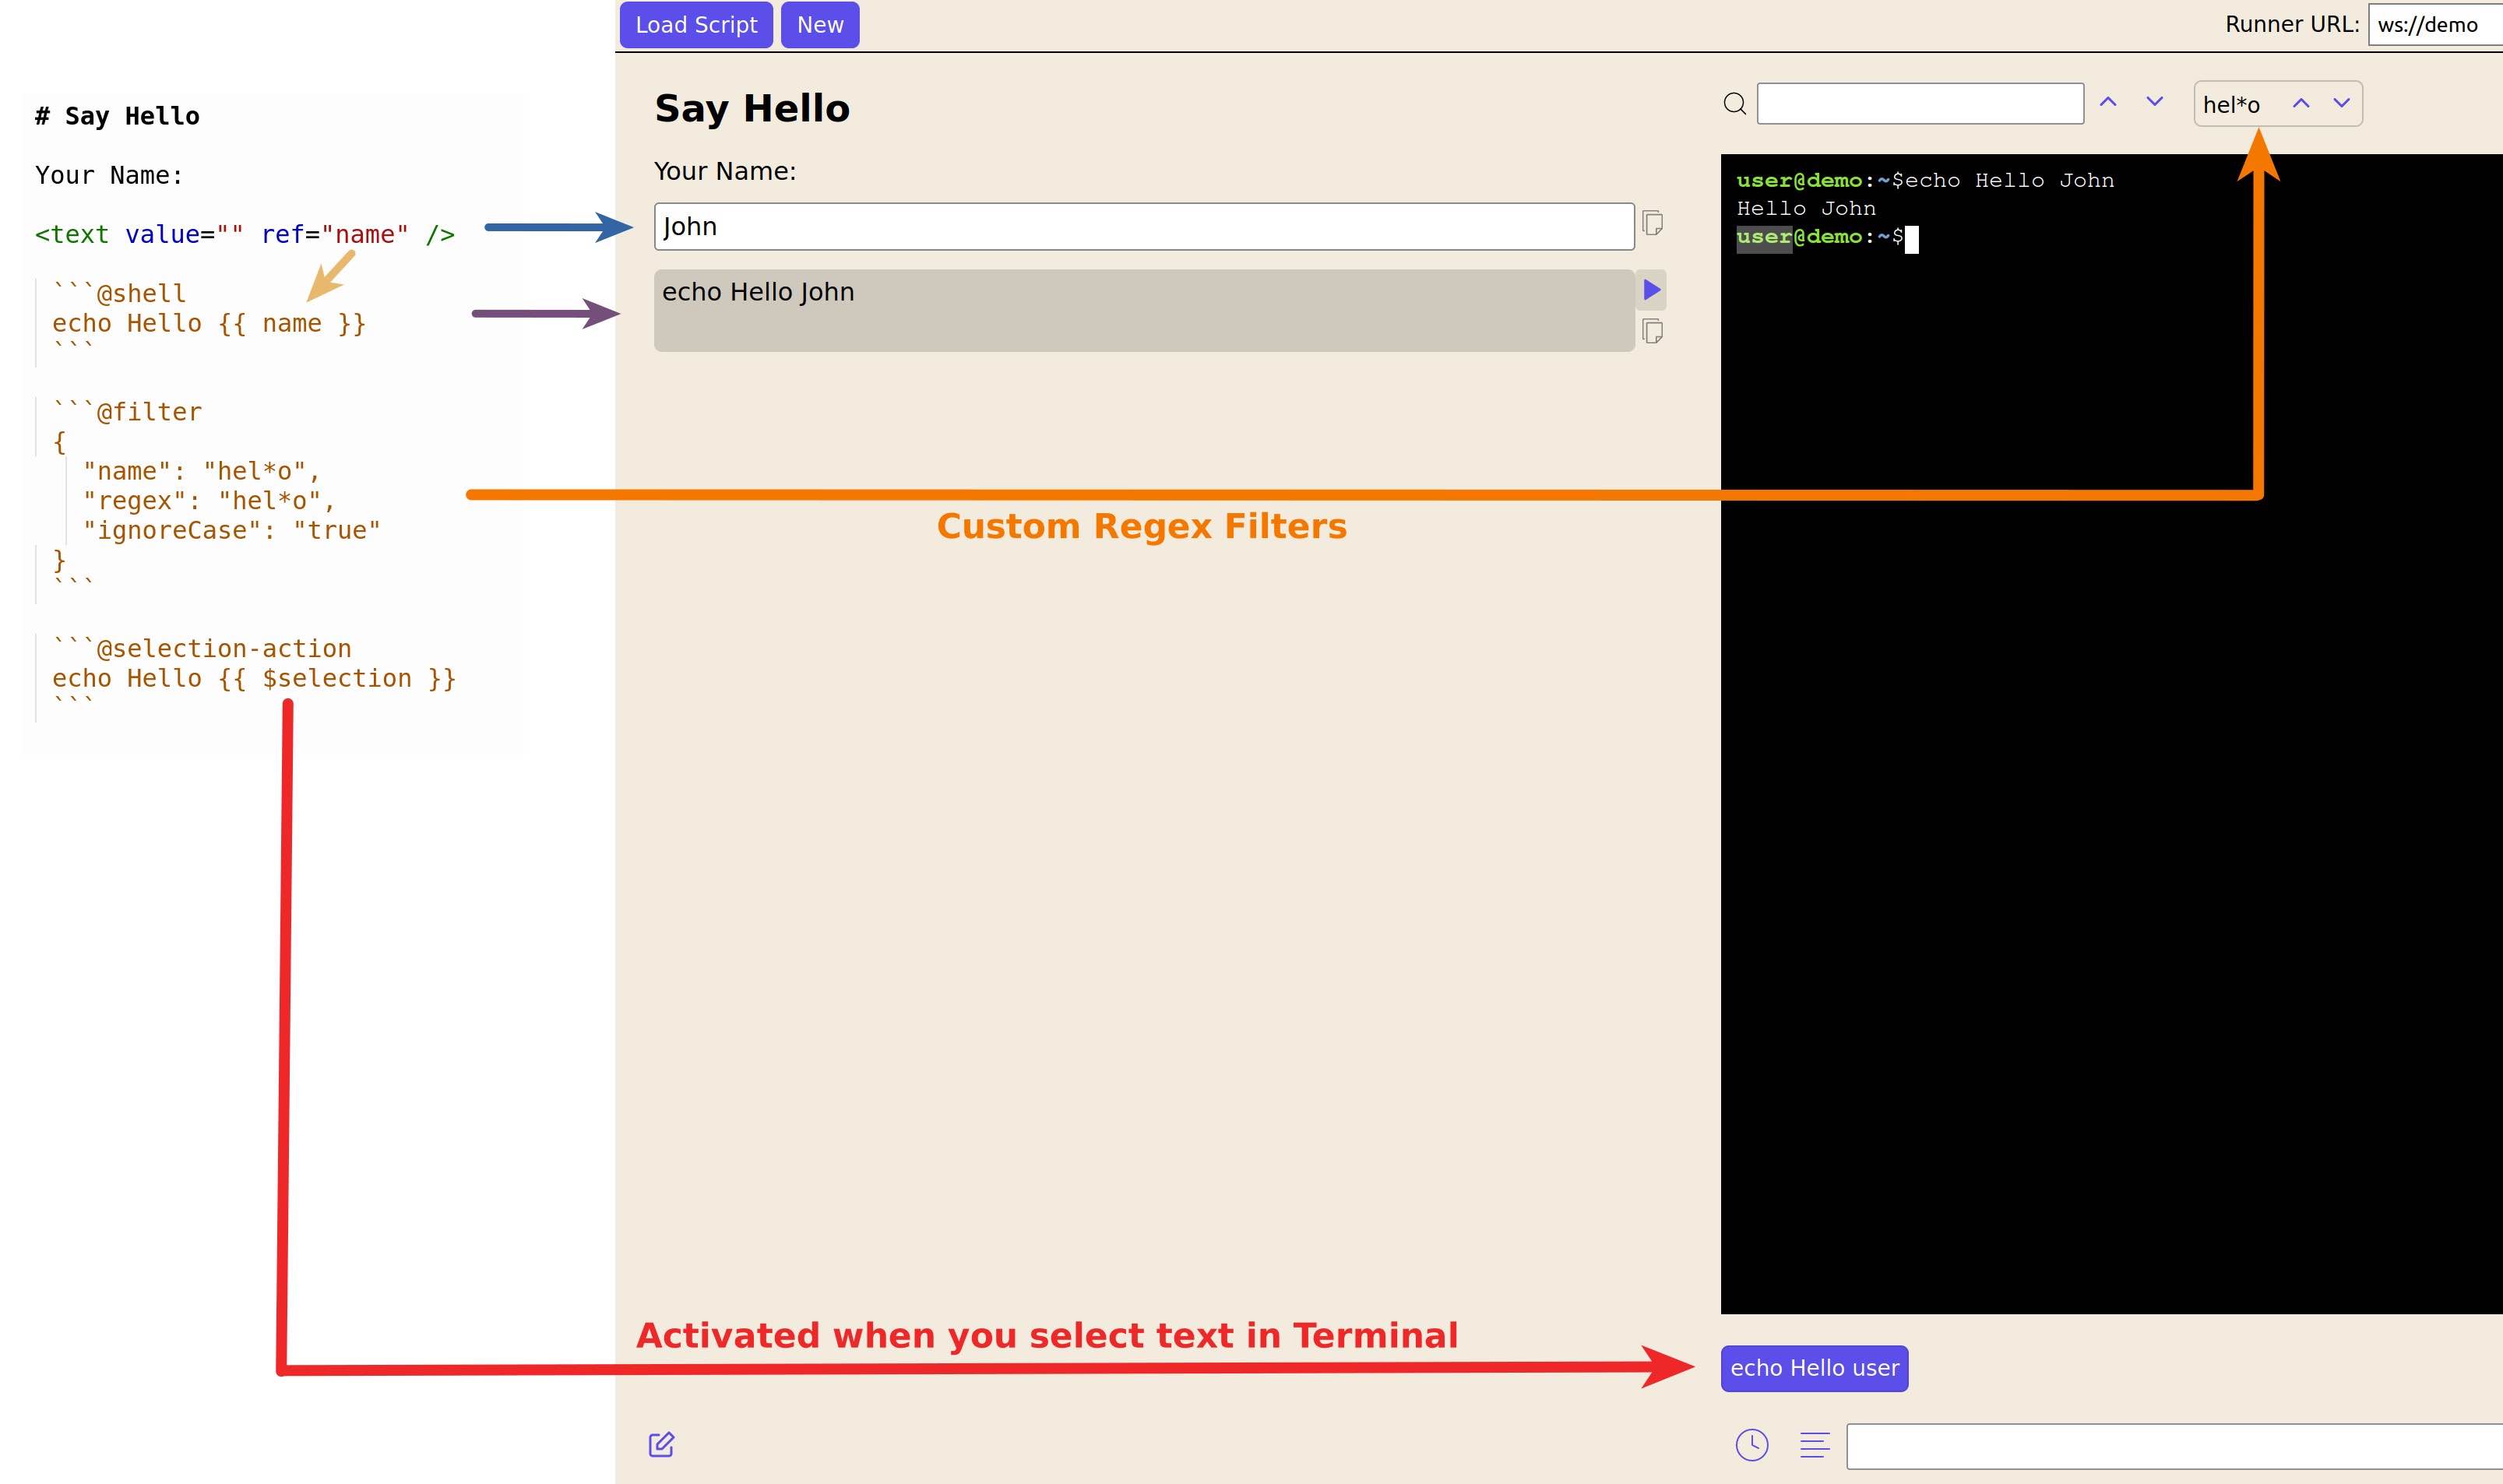 Load Script
New
Runner URL:
ws://demo
# Say Hello
Your Name:
<text value="" ref="name" />
```@shell
echo Hello {{ name }}
```
```@filter
{
"name": "hel*o",
"regex": "hel*o",
"ignoreCase": "true"
}
```
```@selection-action
echo Hello {{ $selection }}
```
Say Hello
Your Name:
John
echo Hello John
Custom Regex Filters
Activated when you select text in Terminal
hel*o
user@demo:~$echo Hello John
Hello John
user@demo:~$
echo Hello user